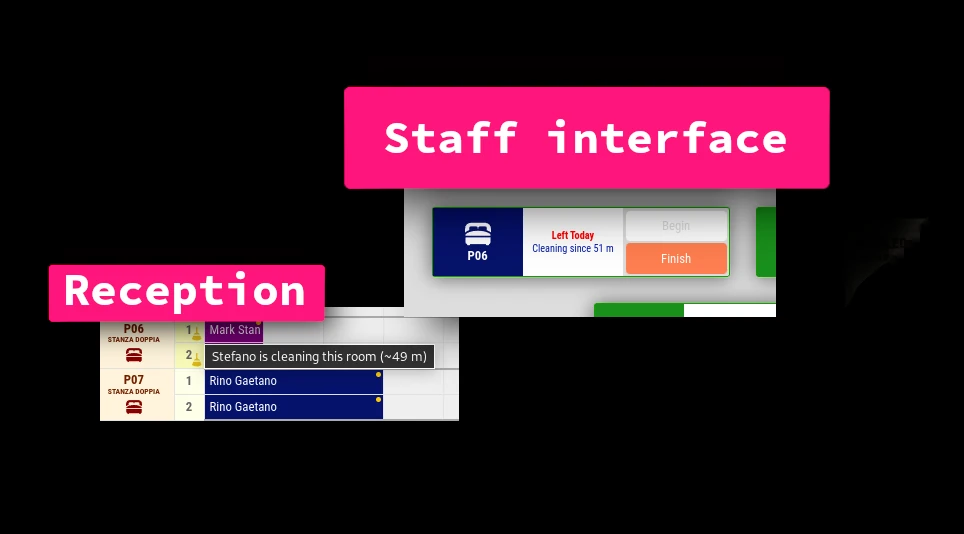 Staff interface
Left Today
Cleaning since 51 m
Begin
Finish
P06
Reception
P06
STANZA DOPPIA
1
Mark Stan
2
Stefano is cleaning this room (~49 m)
P07
STANZA DOPPIA
1
Rino Gaetano
2
Rino Gaetano